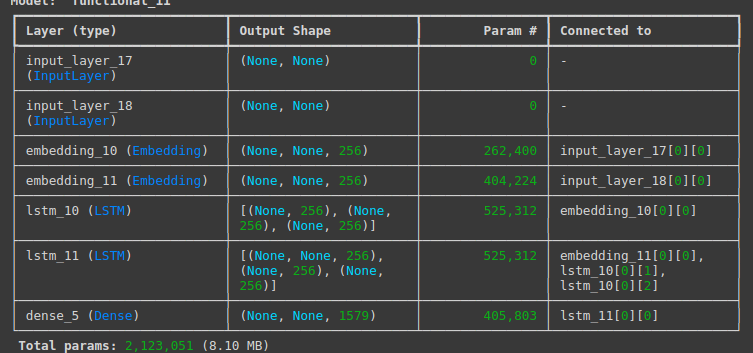 Model: "functional_11"
Layer (type) Output Shape Param # Connected to
input_layer_17 (None, None) 0 -
(InputLayer)
input_layer_18 (None, None) 0 -
(InputLayer)
embedding_10 (Embedding) (None, None, 256) 262,400 input_layer_17[0][0]
embedding_11 (Embedding) (None, None, 256) 404,224 input_layer_18[0][0]
lstm_10 (LSTM) [(None, 256), (None, 525,312 embedding_10[0][0]
256), (None, 256)]
lstm_11 (LSTM) [(None, None, 256), 525,312 embedding_11[0][0],
(None, 256), (None, lstm_10[0][1],
256)] lstm_10[0][2]
dense_5 (Dense) (None, None, 1579) 405,803 lstm_11[0][0]
Total params: 2,123,051 (8.10 MB)